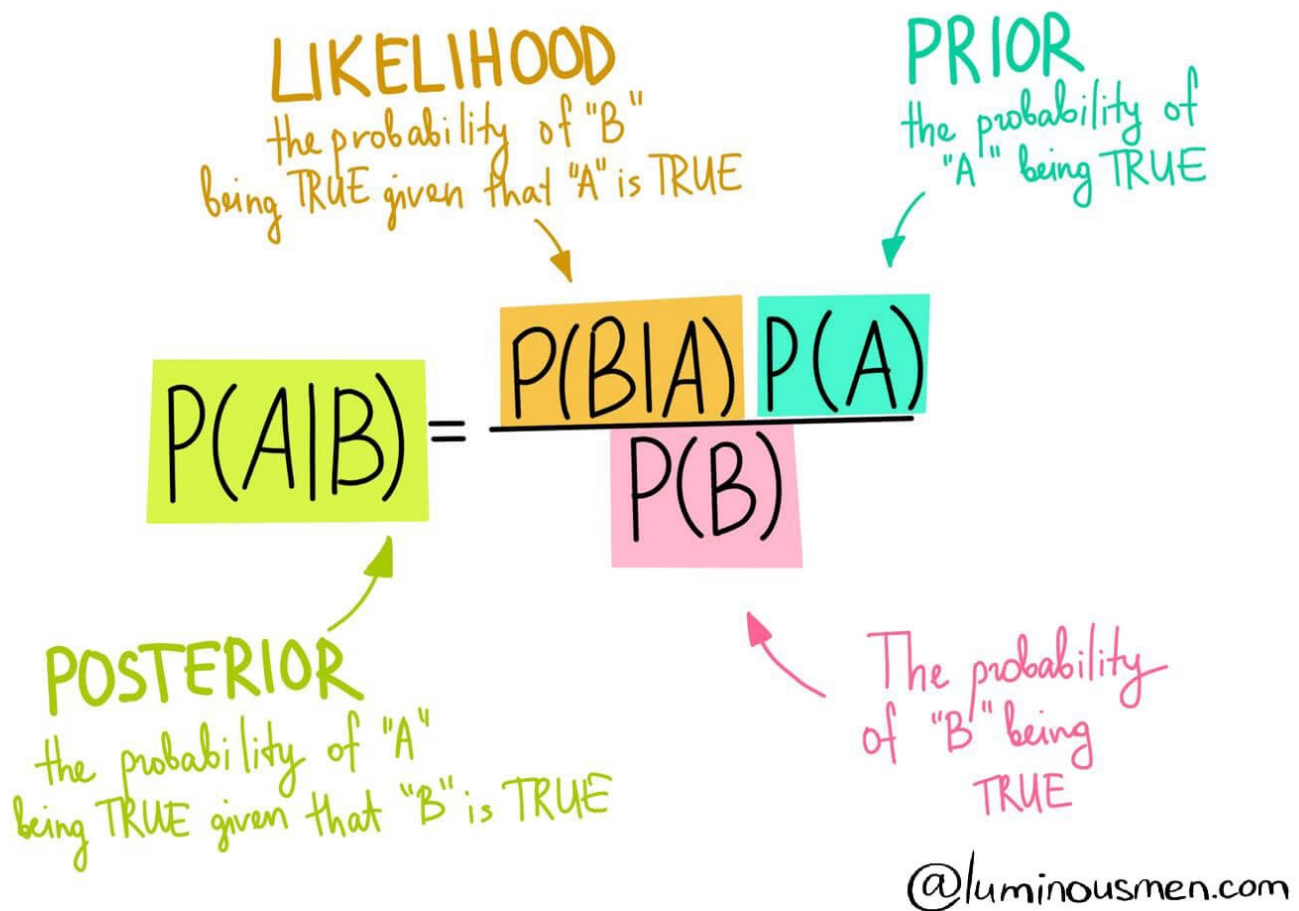 LIKELIHOOD
the probability of "B"
being TRUE given that "A" is TRUE
PRIOR
the probability of
"A" being TRUE
P(A|B) = P(B|A) P(A)
P(B)
POSTERIOR
the probability of "A"
being TRUE given that "B" is TRUE
The probability
of "B" being
TRUE
@luminousmen.com